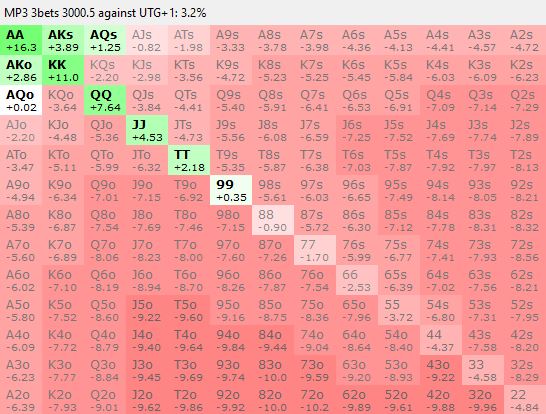 MP3 3bets 3000.5 against UTG+1: 3.2%
AA AKs AQs AJs ATs A9s A8s A7s A6s A5s A4s A3s A2s
+16.3 +3.89 +1.25 -0.82 -1.98 -3.33 -3.78 -3.98 -4.36 -4.13 -4.41 -4.57 -4.72
AKo KK KQs KJs KTs K9s K8s K7s K6s K5s K4s K3s K2s
+2.86 +11.0 -2.20 -2.98 -3.56 -4.72 -5.23 -5.25 -5.45 -5.84 -6.03 -6.09 -6.23
AQo KQo QQ QJs QTs Q9s Q8s Q7s Q6s Q5s Q4s Q3s Q2s
+0.02 -3.64 +7.64 -3.84 -4.41 -5.40 -5.91 -6.41 -6.53 -6.91 -7.09 -7.14 -7.29
AJo KJo QJo JJ JTs J9s J8s J7s J6s J5s J4s J3s J2s
-2.20 -4.48 -5.36 +4.53 -4.73 -5.56 -6.08 -6.59 -7.25 -7.52 -7.69 -7.74 -7.89
ATo KTo QTo JTo TT T9s T8s T7s T6s T5s T4s T3s T2s
-3.47 -5.11 -5.99 -6.32 +2.18 -5.35 -5.87 -6.38 -7.03 -7.87 -7.92 -7.97 -8.13
A9o K9o Q9o J9o T9o 99 98s 97s 96s 95s 94s 93s 92s
-4.94 -6.34 -7.01 -7.15 -6.92 +0.35 -5.61 -6.03 -6.65 -7.49 -8.14 -8.05 -8.21
A8o K8o Q8o J8o T8o 98o 88 87s 86s 85s 84s 83s 82s
-5.39 -6.87 -7.54 -7.69 -7.46 -7.15 -0.90 -5.72 -6.30 -7.12 -7.78 -8.31 -8.32
A7o K7o Q7o J7o T7o 97o 87o 77 76s 75s 74s 73s 72s
-5.60 -6.89 -8.06 -8.23 -8.00 -7.60 -7.26 -1.70 -5.99 -6.77 -7.41 -7.93 -8.56
A6o K6o Q6o J6o T6o 96o 86o 76o 66 65s 64s 63s 62s
-6.02 -7.10 -8.19 -8.94 -8.70 -8.26 -7.87 -7.54 -2.53 -6.39 -7.02 -7.56 -8.21
A5o K5o Q5o J5o T5o 95o 85o 75o 65o 55 54s 53s 52s
-5.80 -7.52 -8.60 -9.22 -9.60 -9.16 -8.75 -8.36 -7.96 -3.72 -6.80 -7.31 -7.95
A4o K4o Q4o J4o T4o 94o 84o 74o 64o 54o 44 43s 42s
-6.09 -7.72 -8.79 -9.40 -9.64 -9.84 -9.44 -9.04 -8.64 -8.40 -4.37 -7.58 -8.20
A3o K3o Q3o J3o T3o 93o 83o 73o 63o 53o 43o 33 32s
-6.23 -7.77 -8.84 -9.45 -9.69 -9.74 -10.0 -9.59 -9.20 -8.93 -9.22 -4.58 -8.29
A2o K2o Q2o J2o T2o 92o 82o 72o 62o 52o 42o 32o 22
-6.39 -7.93 -9.01 -9.62 -9.86 -9.92 -10.0 -10.2 -9.89 -9.61 -9.88 -9.96 -4.84